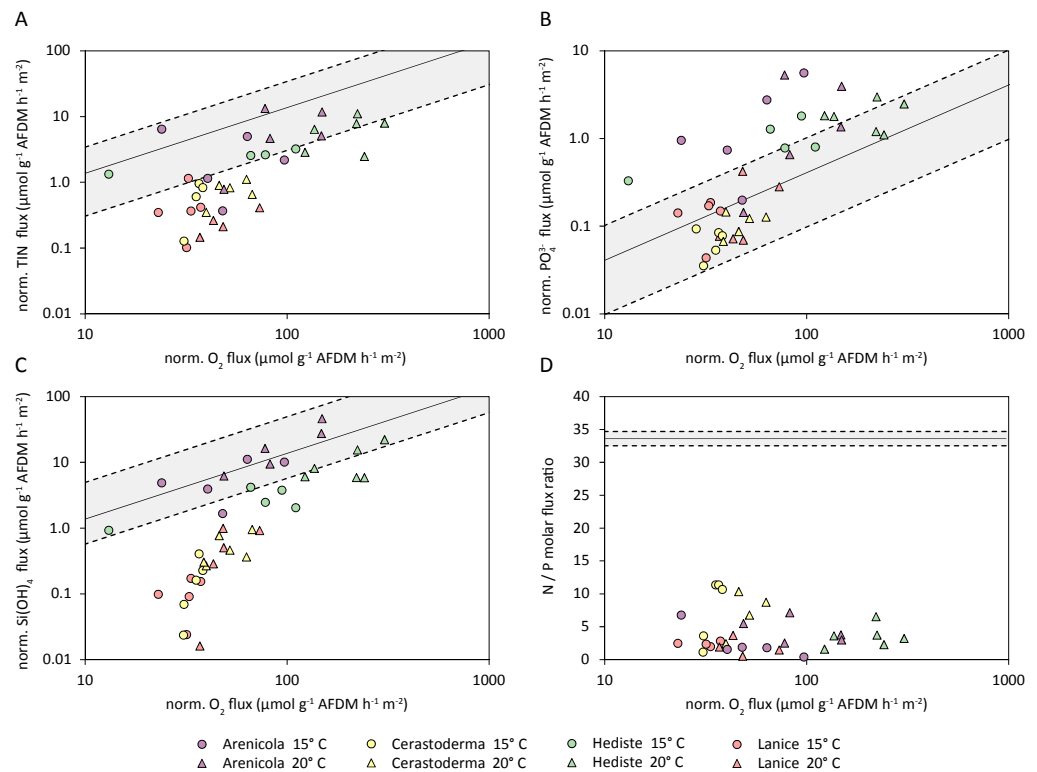 A
norm. TIN flux (µmol g⁻¹ AFDM h⁻¹ m⁻²)
100
10
1.0
0.1
0.01
10 100 1000
norm. O₂ flux (µmol g⁻¹ AFDM h⁻¹ m⁻²)
B
norm. PO₄³⁻ flux (µmol g⁻¹ AFDM h⁻¹ m⁻²)
10
1.0
0.1
0.01
10 100 1000
norm. O₂ flux (µmol g⁻¹ AFDM h⁻¹ m⁻²)
C
norm. Si(OH)₄ flux (µmol g⁻¹ AFDM h⁻¹ m⁻²)
100
10
1.0
0.1
0.01
10 100 1000
norm. O₂ flux (µmol g⁻¹ AFDM h⁻¹ m⁻²)
D
N / P molar flux ratio
40
35
30
25
20
15
10
5
0
10 100 1000
norm. O₂ flux (µmol g⁻¹ AFDM h⁻¹ m⁻²)
Arenicola 15° C Cerastoderma 15° C Hediste 15° C Lanice 15° C
Arenicola 20° C Cerastoderma 20° C Hediste 20° C Lanice 20° C